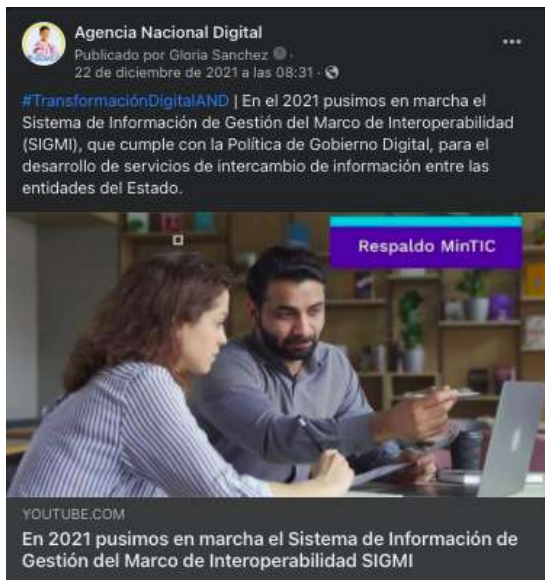 Agencia Nacional Digital
Publicado por Gloria Sanchez
22 de diciembre de 2021 a las 08:31 ·
#TransformaciónDigitalAND | En el 2021 pusimos en marcha el
Sistema de Información de Gestión del Marco de Interoperabilidad
(SIGMI), que cumple con la Política de Gobierno Digital, para el
desarrollo de servicios de intercambio de información entre las
entidades del Estado.
Respaldo MinTIC
YOUTUBE.COM
En 2021 pusimos en marcha el Sistema de Información de
Gestión del Marco de Interoperabilidad SIGMI